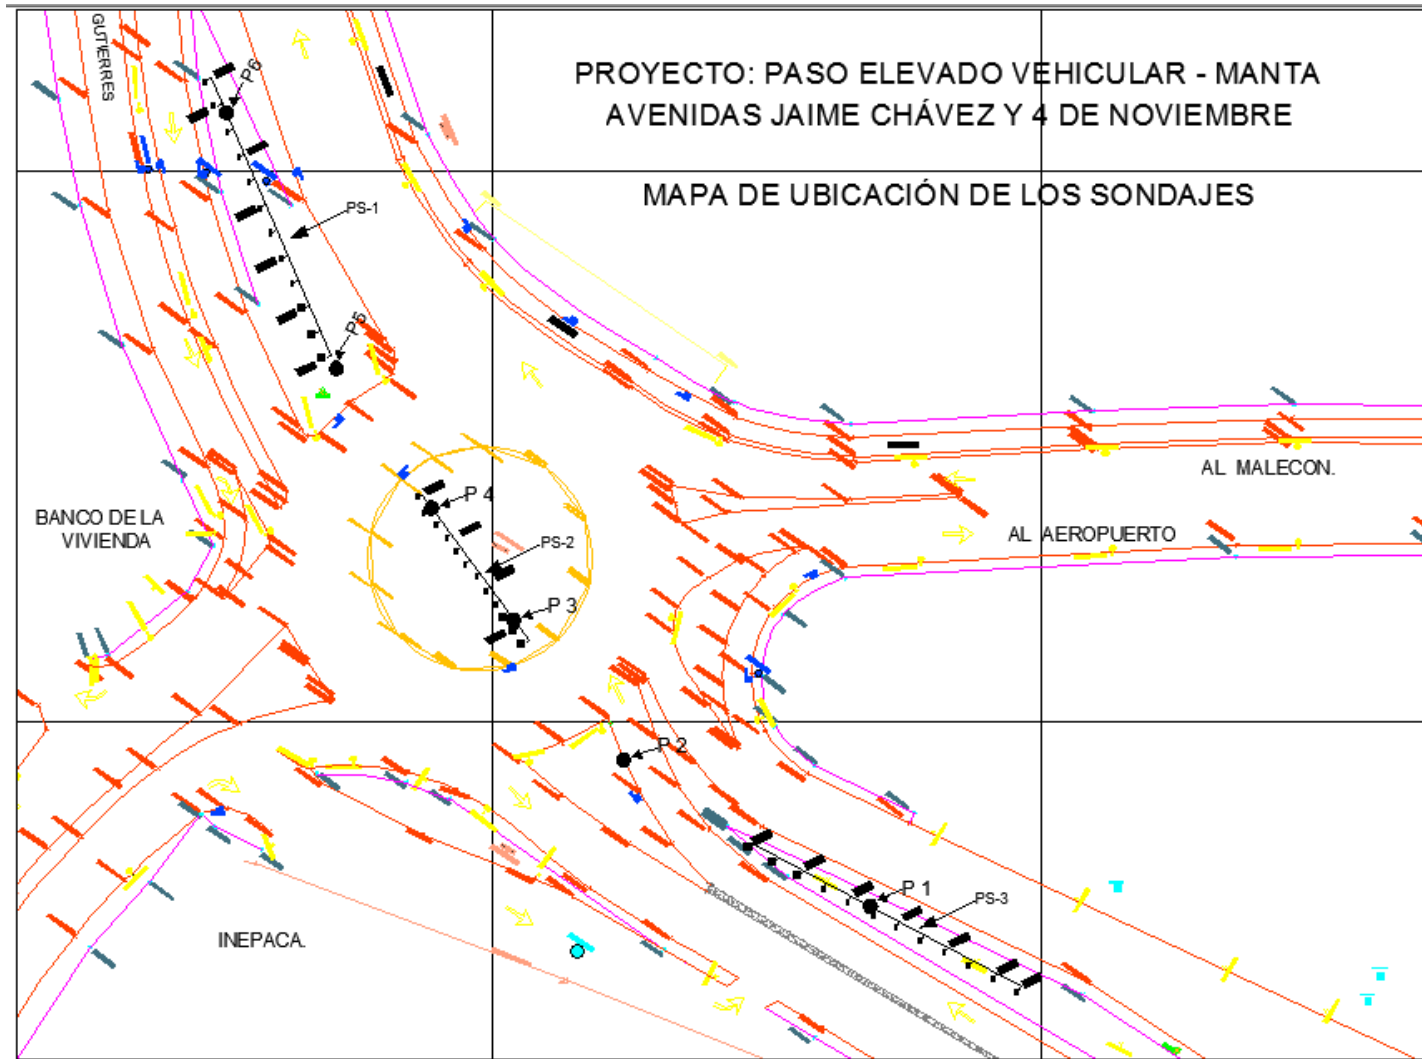 GUTIERRES
P6
PROYECTO: PASO ELEVADO VEHICULAR - MANTA
AVENIDAS JAIME CHÁVEZ Y 4 DE NOVIEMBRE
MAPA DE UBICACIÓN DE LOS SONDAJES
PS-1
P5
AL MALECON.
P 4
BANCO DE LA
VIVIENDA
PS-2
AL AEROPUERTO
P 3
P 2
P 1
PS-3
INEPACA.